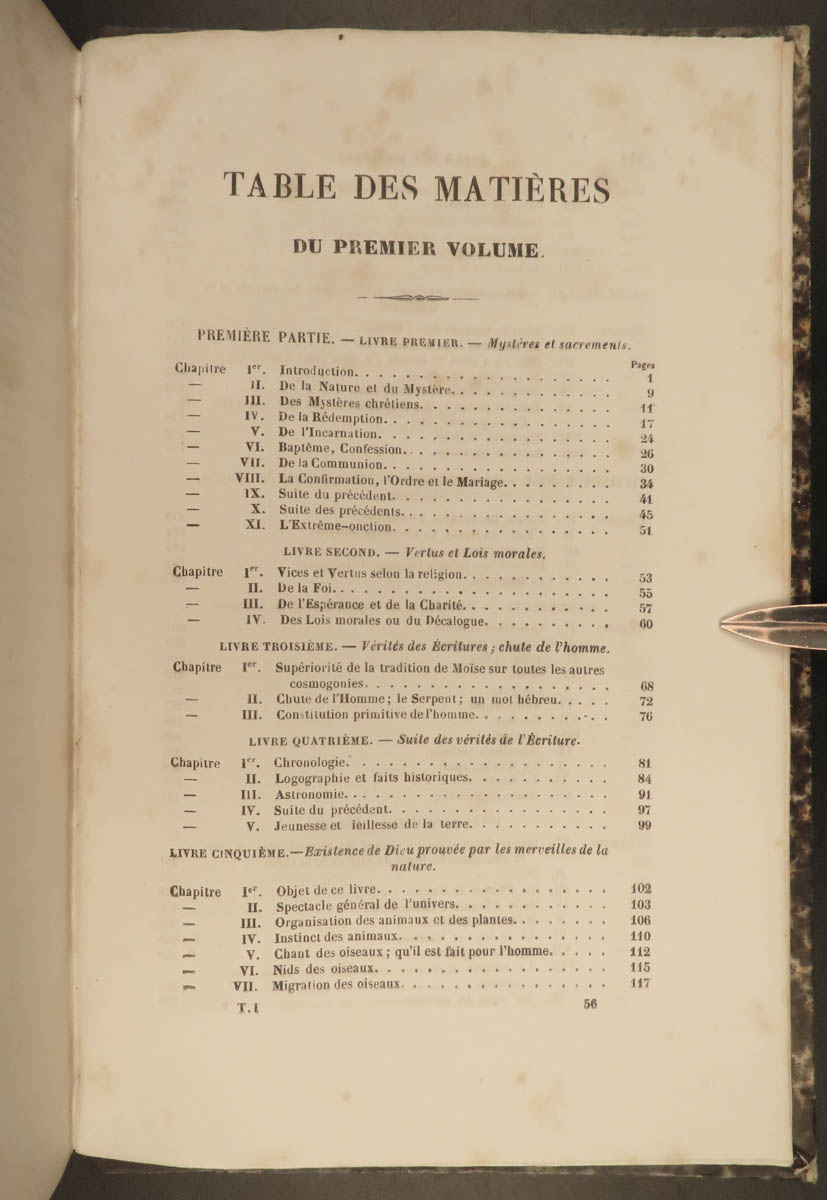 TABLE DES MATIÈRES
DU PREMIER VOLUME.
PREMIÈRE PARTIE. — LIVRE PREMIER. — Mystères et sacrements.
Pages
Chapitre Ier. Introduction. . . . . . . . . . . . . . . . . 1
— II. De la Nature et du Mystère. . . . . . . . . . . . 9
— III. Des Mystères chrétiens. . . . . . . . . . . . . 11
— IV. De la Rédemption. . . . . . . . . . . . . . . 17
— V. De l'Incarnation. . . . . . . . . . . . . . . 24
— VI. Baptême, Confession. . . . . . . . . . . . . . 26
— VII. De la Communion. . . . . . . . . . . . . . . 30
— VIII. La Confirmation, l'Ordre et le Mariage. . . . . . . . 34
— IX. Suite du précédent. . . . . . . . . . . . . . 41
— X. Suite des précédents. . . . . . . . . . . . . . 45
— XI. L'Extrême-onction. . . . . . . . . . . . . . 51
LIVRE SECOND. — Vertus et Lois morales.
Chapitre Ier. Vices et Vertus selon la religion. . . . . . . . . . 53
— II. De la Foi. . . . . . . . . . . . . . . . . . 55
— III. De l'Espérance et de la Charité. . . . . . . . . . 57
— IV. Des Lois morales ou du Décalogue. . . . . . . . . 60
LIVRE TROISIÈME. — Vérités des Écritures ; chute de l'homme.
Chapitre Ier. Supériorité de la tradition de Moïse sur toutes les autres
cosmogonies. . . . . . . . . . . . . . . . 68
— II. Chute de l'Homme ; le Serpent ; un mot hébreu. . . . . 72
— III. Constitution primitive de l'homme. . . . . . . . . . 76
LIVRE QUATRIÈME. — Suite des vérités de l'Écriture.
Chapitre Ier. Chronologie. . . . . . . . . . . . . . . . . 81
— II. Logographie et faits historiques. . . . . . . . . . 84
— III. Astronomie. . . . . . . . . . . . . . . . . 91
— IV. Suite du précédent. . . . . . . . . . . . . . 97
— V. Jeunesse et ieillesse de la terre. . . . . . . . . . 99
LIVRE CINQUIÈME.—Existence de Dieu prouvée par les merveilles de la
nature.
Chapitre Ier. Objet de ce livre. . . . . . . . . . . . . . . 102
— II. Spectacle général de l'univers. . . . . . . . . . . 103
— III. Organisation des animaux et des plantes. . . . . . . 106
— IV. Instinct des animaux. . . . . . . . . . . . . 110
— V. Chant des oiseaux ; qu'il est fait pour l'homme. . . . . 112
— VI. Nids des oiseaux. . . . . . . . . . . . . . . 115
— VII. Migration des oiseaux. . . . . . . . . . . . . 117
T. I 56